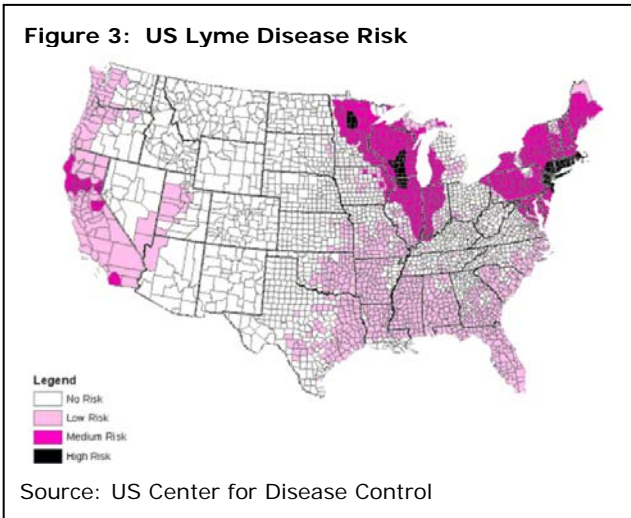 Figure 3: US Lyme Disease Risk
Legend
No Risk
Low Risk
Medium Risk
High Risk
Source: US Center for Disease Control